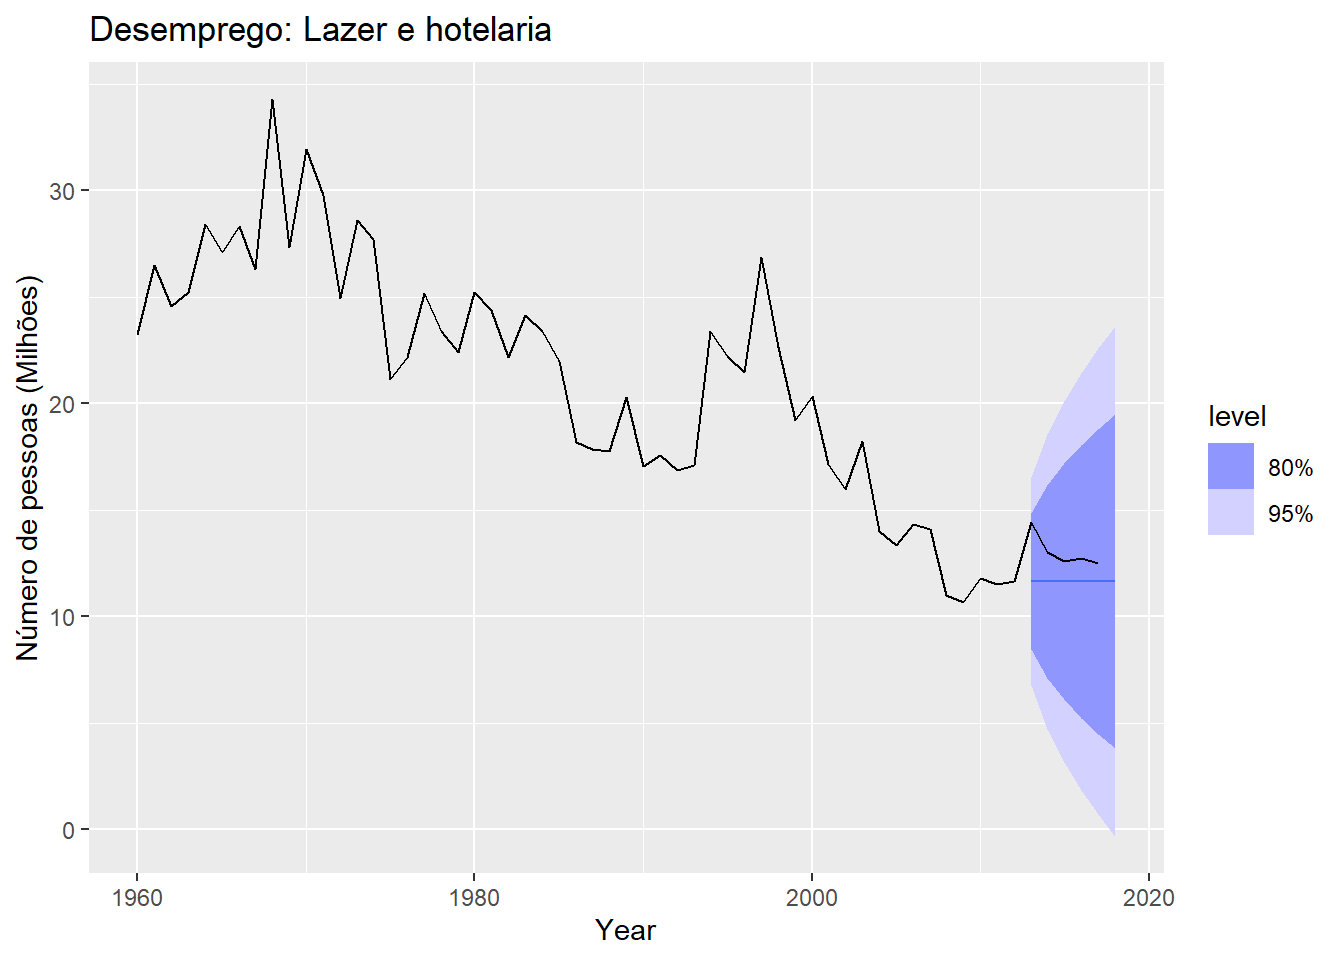 Desemprego: Lazer e hotelaria
Número de pessoas (Milhões)
30
20
10
0
1960
1980
2000
2020
Year
level
80%
95%